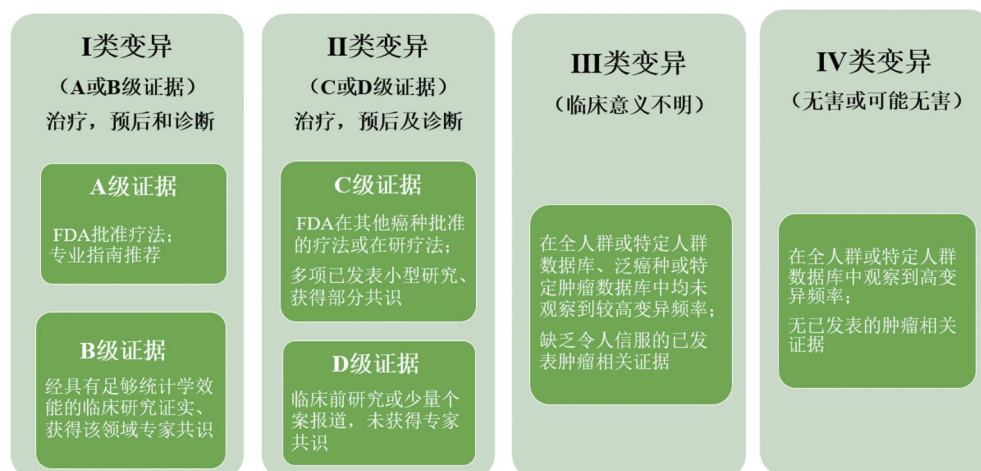 I类变异
（A或B级证据）
治疗，预后和诊断
A级证据
FDA批准疗法；
专业指南推荐
B级证据
经具有足够统计学效
能的临床研究证实、
获得该领域专家共识
II类变异
（C或D级证据）
治疗，预后及诊断
C级证据
FDA在其他癌种批准
的疗法或在研疗法；
多项已发表小型研究、
获得部分共识
D级证据
临床前研究或少量个
案报道，未获得专家
共识
III类变异
（临床意义不明）
在全人群或特定人群
数据库、泛癌种或特
定肿瘤数据库中均未
观察到较高变异频率；
缺乏令人信服的已发
表肿瘤相关证据
IV类变异
（无害或可能无害）
在全人群或特定人群
数据库中观察到高变
异频率；
无已发表的肿瘤相关
证据